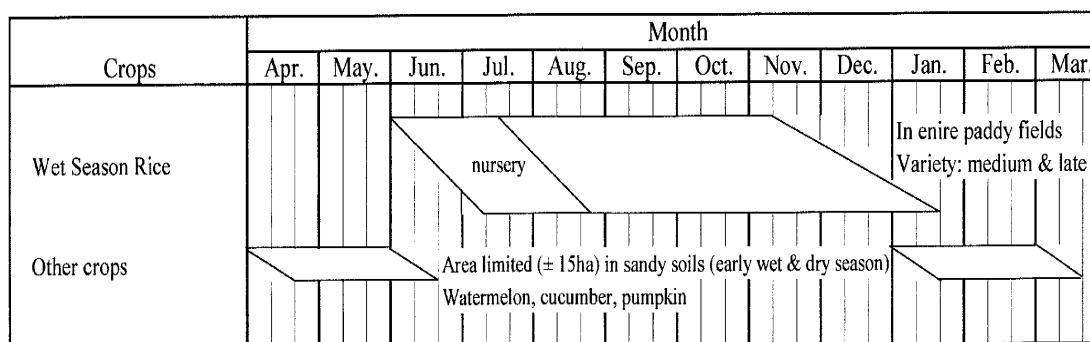 Month
Crops Apr. May. Jun. Jul. Aug. Sep. Oct. Nov. Dec. Jan. Feb. Mar.
In enire paddy fields
Wet Season Rice nursery Variety: medium & late
Other crops Area limited (± 15ha) in sandy soils (early wet & dry season)
Watermelon, cucumber, pumpkin